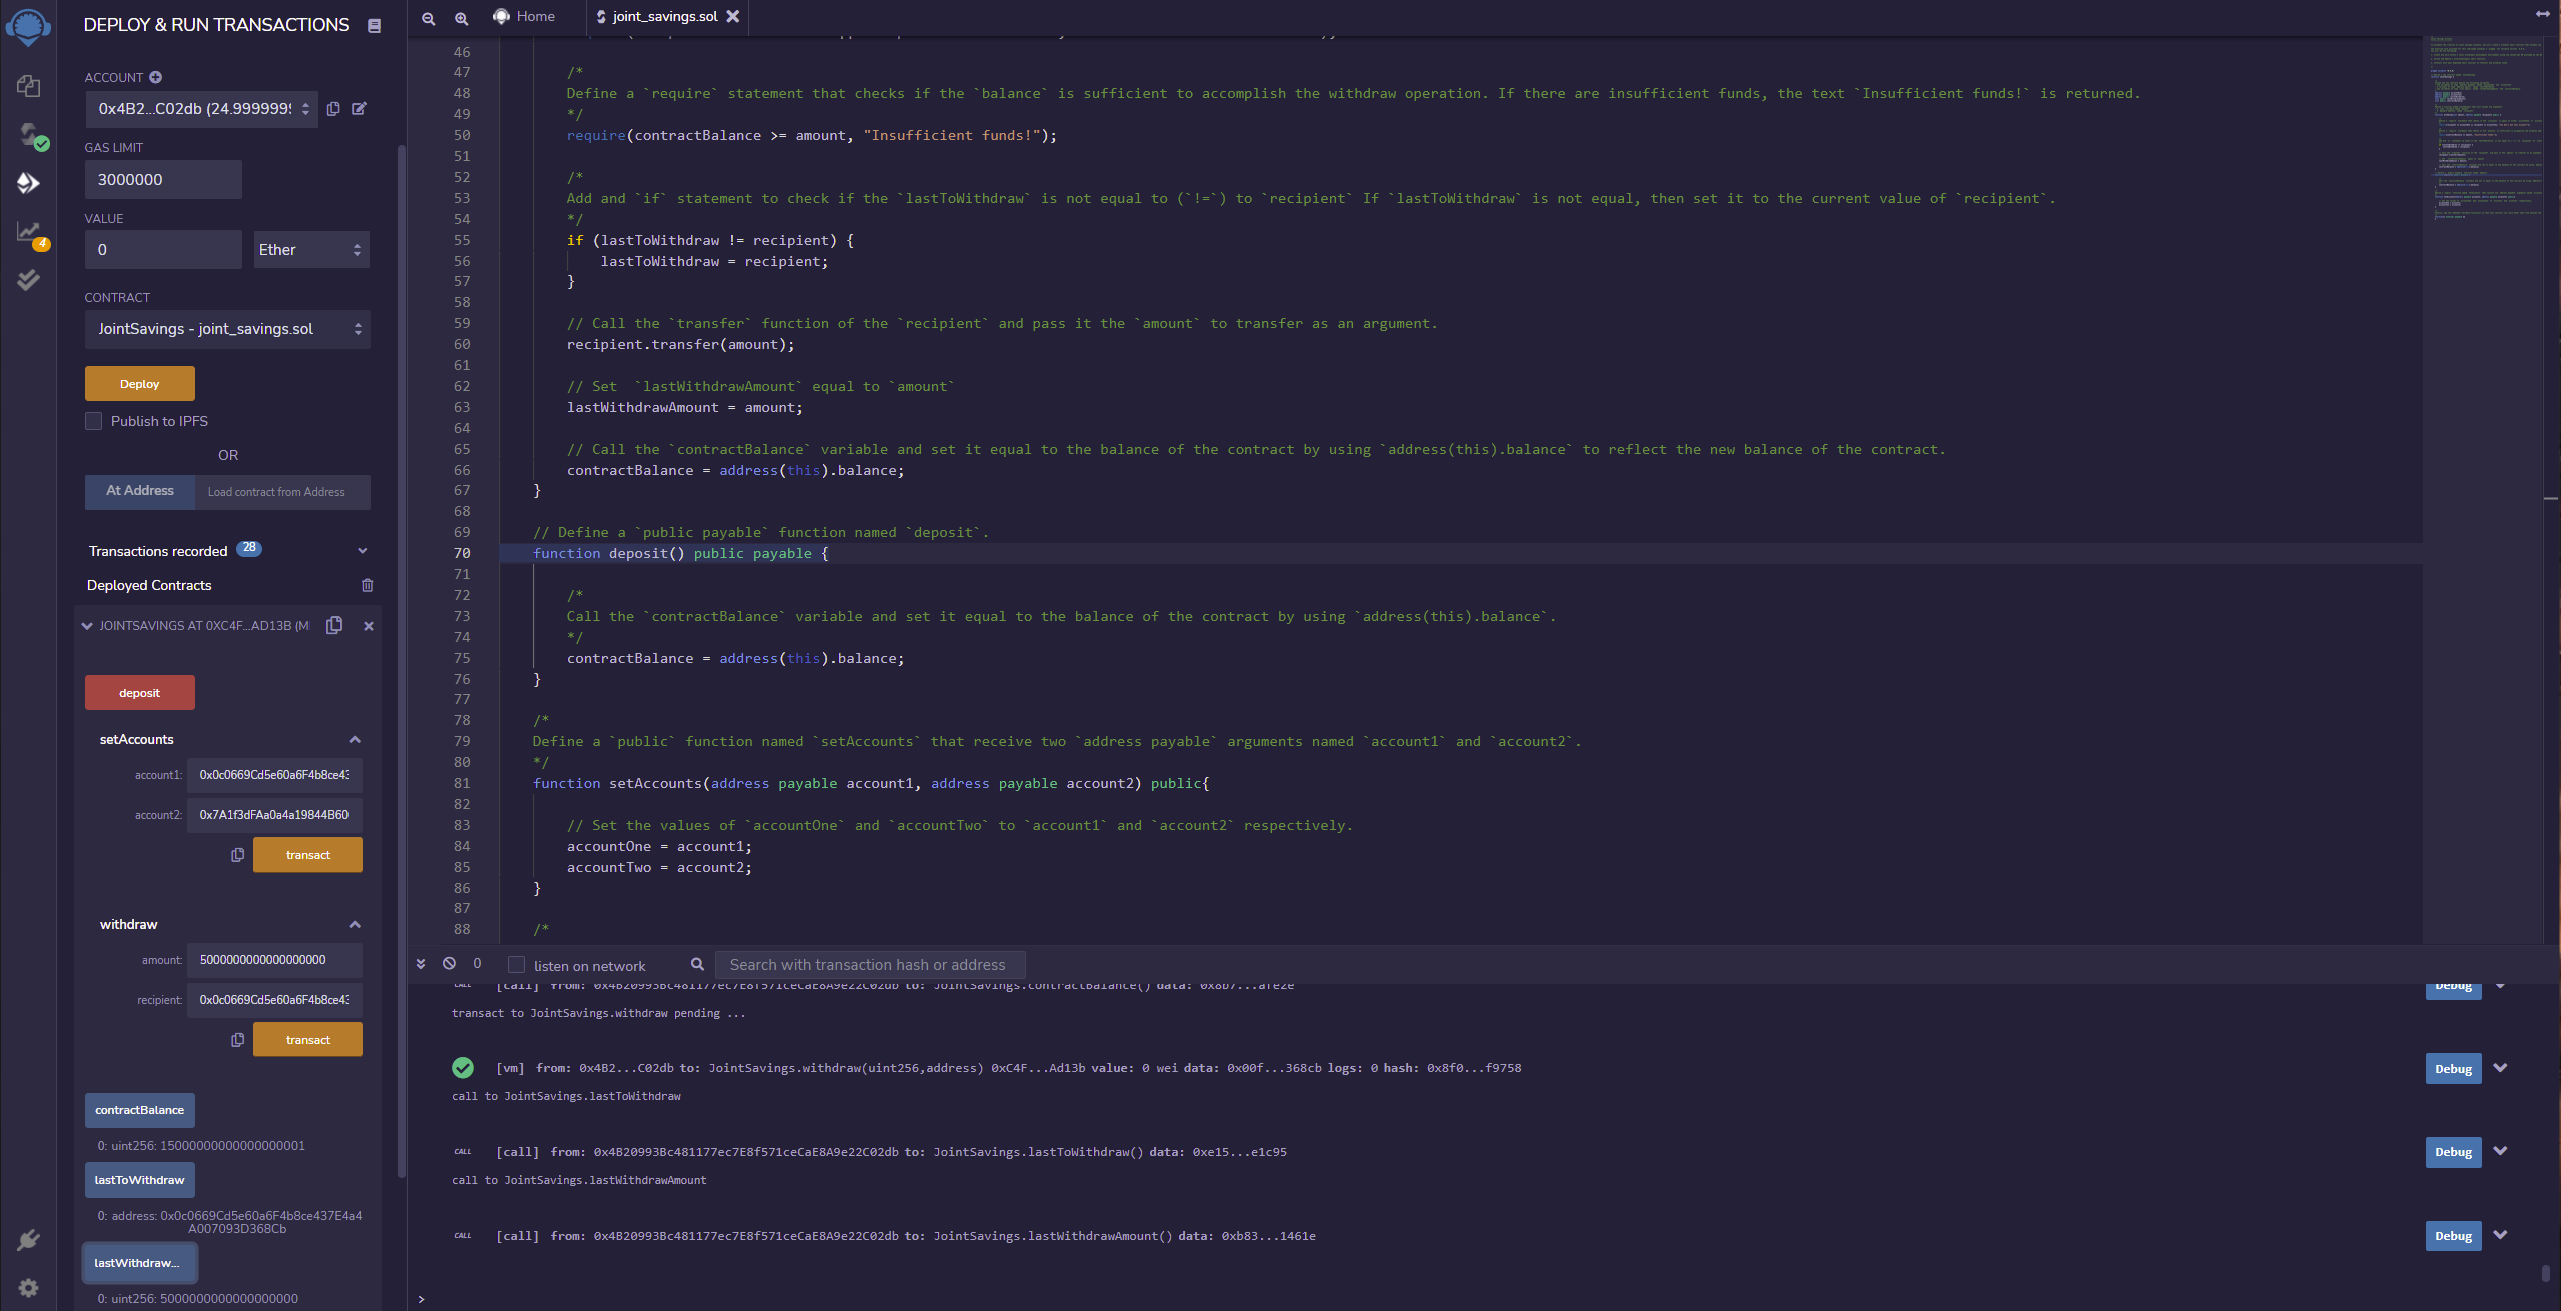 DEPLOY & RUN TRANSACTIONS
ACCOUNT
0x4B2...C02db (24.9999999
GAS LIMIT
3000000
VALUE
0
Ether
CONTRACT
JointSavings - joint_savings.sol
Deploy
Publish to IPFS
OR
At Address
Load contract from Address
Transactions recorded 28
Deployed Contracts
JOINTSAVINGS AT 0XC4F...AD13B (M
deposit
setAccounts
account1: 0x0c0669Cd5e60a6F4b8ce43
account2: 0x7A1f3dFAa0a4a19844B60
transact
withdraw
amount: 5000000000000000000
recipient: 0x0c0669Cd5e60a6F4b8ce43
transact
contractBalance
0: uint256: 15000000000000000001
lastToWithdraw
0: address: 0x0c0669Cd5e60a6F4b8ce437E4a4
A007093D368Cb
lastWithdraw...
0: uint256: 5000000000000000000
4
Home
joint_savings.sol
46
47 /*
48 Define a `require` statement that checks if the `balance` is sufficient to accomplish the withdraw operation. If there are insufficient funds, the text `Insufficient funds!` is returned.
49 */
50 require(contractBalance >= amount, "Insufficient funds!");
51
52 /*
53 Add and `if` statement to check if the `lastToWithdraw` is not equal to (`!=`) to `recipient` If `lastToWithdraw` is not equal, then set it to the current value of `recipient`.
54 */
55 if (lastToWithdraw != recipient) {
56 lastToWithdraw = recipient;
57 }
58
59 // Call the `transfer` function of the `recipient` and pass it the `amount` to transfer as an argument.
60 recipient.transfer(amount);
61
62 // Set  `lastWithdrawAmount` equal to `amount`
63 lastWithdrawAmount = amount;
64
65 // Call the `contractBalance` variable and set it equal to the balance of the contract by using `address(this).balance` to reflect the new balance of the contract.
66 contractBalance = address(this).balance;
67 }
68
69 // Define a `public payable` function named `deposit`.
70 function deposit() public payable {
71
72 /*
73 Call the `contractBalance` variable and set it equal to the balance of the contract by using `address(this).balance`.
74 */
75 contractBalance = address(this).balance;
76 }
77
78 /*
79 Define a `public` function named `setAccounts` that receive two `address payable` arguments named `account1` and `account2`.
80 */
81 function setAccounts(address payable account1, address payable account2) public{
82
83 // Set the values of `accountOne` and `accountTwo` to `account1` and `account2` respectively.
84 accountOne = account1;
85 accountTwo = account2;
86 }
87
88 /*
0
listen on network
Search with transaction hash or address
CALL [call] from: 0x4B20993Bc481177ec7E8f571ceCaE8A9e22C02db to: JointSavings.contractBalance() data: 0x8b7...afe2e Debug
transact to JointSavings.withdraw pending ...
[vm] from: 0x4B2...C02db to: JointSavings.withdraw(uint256,address) 0xC4F...Ad13b value: 0 wei data: 0x00f...368cb logs: 0 hash: 0x8f0...f9758 Debug
call to JointSavings.lastToWithdraw
CALL [call] from: 0x4B20993Bc481177ec7E8f571ceCaE8A9e22C02db to: JointSavings.lastToWithdraw() data: 0xe15...e1c95 Debug
call to JointSavings.lastWithdrawAmount
CALL [call] from: 0x4B20993Bc481177ec7E8f571ceCaE8A9e22C02db to: JointSavings.lastWithdrawAmount() data: 0xb83...1461e Debug
>